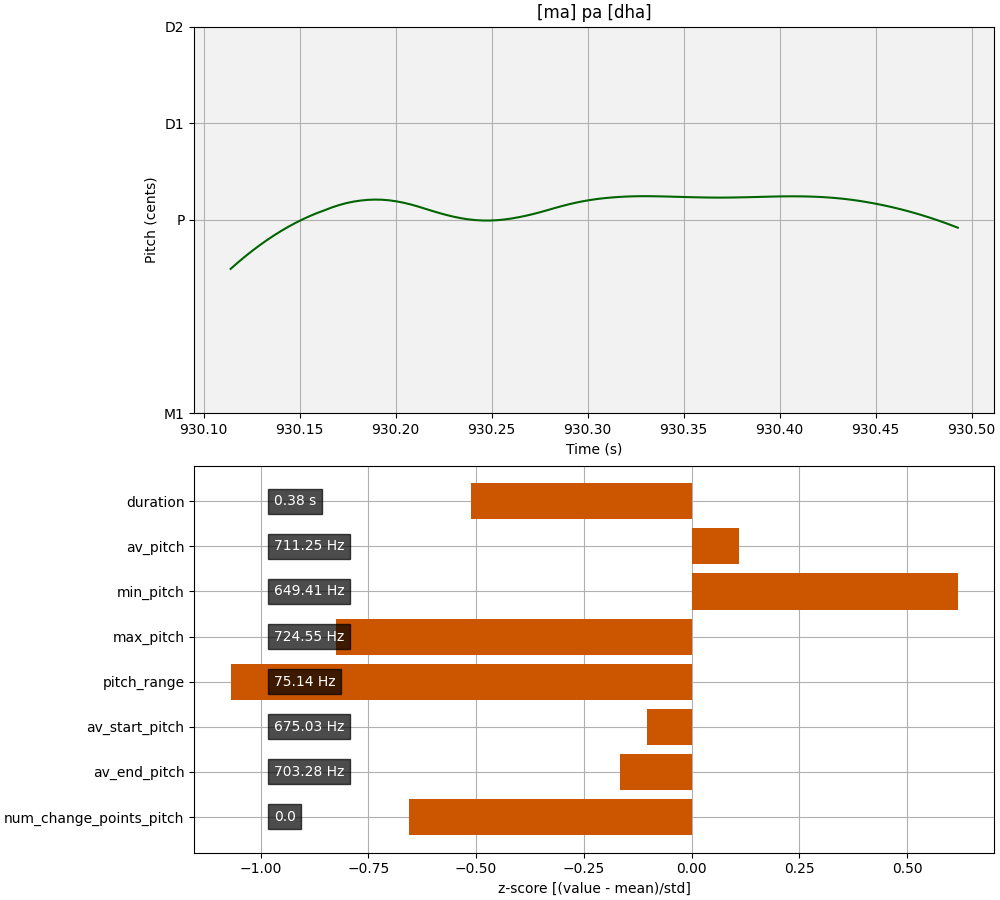 [ma] pa [dha]
D2
D1
P
M1
Pitch (cents)
930.10 930.15 930.20 930.25 930.30 930.35 930.40 930.45 930.50
Time (s)
duration 0.38 s
av_pitch 711.25 Hz
min_pitch 649.41 Hz
max_pitch 724.55 Hz
pitch_range 75.14 Hz
av_start_pitch 675.03 Hz
av_end_pitch 703.28 Hz
num_change_points_pitch 0.0
−1.00 −0.75 −0.50 −0.25 0.00 0.25 0.50
z-score [(value - mean)/std]